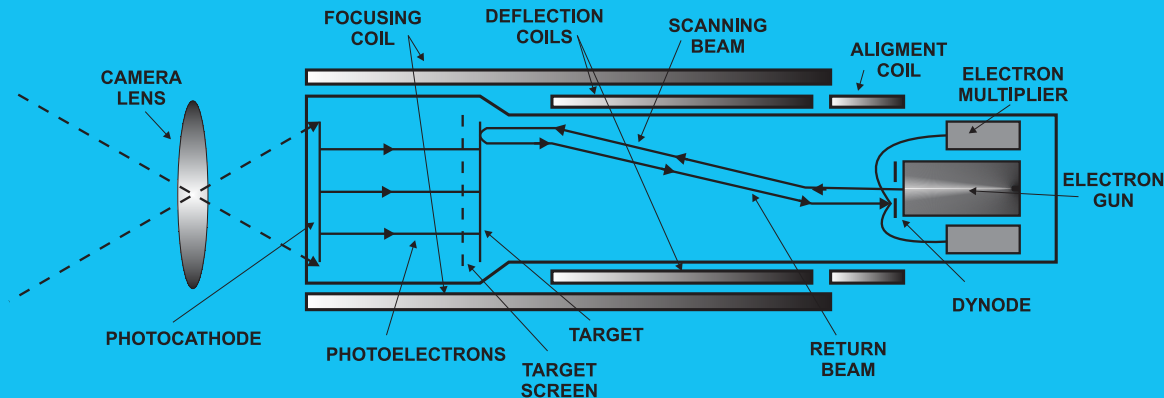 FOCUSING
COIL
DEFLECTION
COILS
SCANNING
BEAM
ALIGMENT
COIL
CAMERA
LENS
ELECTRON
MULTIPLIER
ELECTRON
GUN
PHOTOCATHODE
PHOTOELECTRONS
TARGET
SCREEN
TARGET
RETURN
BEAM
DYNODE